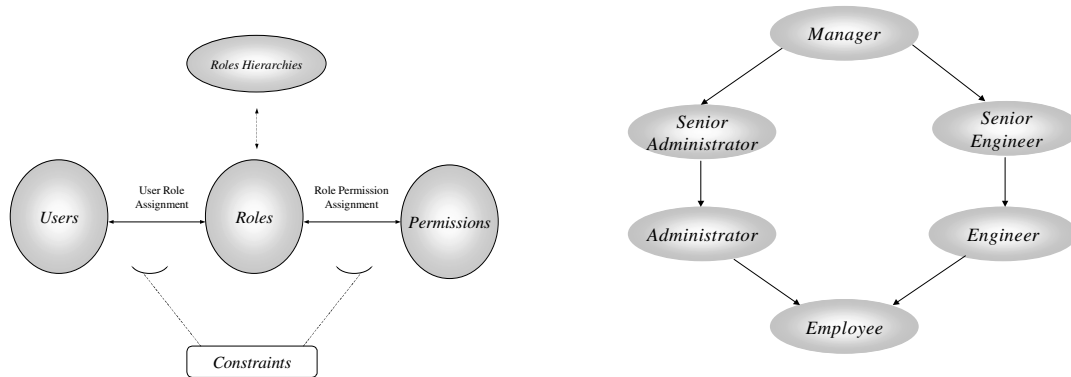 Roles Hierarchies
User Role
Assignment
Role Permission
Assignment
Users
Roles
Permissions
Constraints
Manager
Senior
Administrator
Senior
Engineer
Administrator
Engineer
Employee